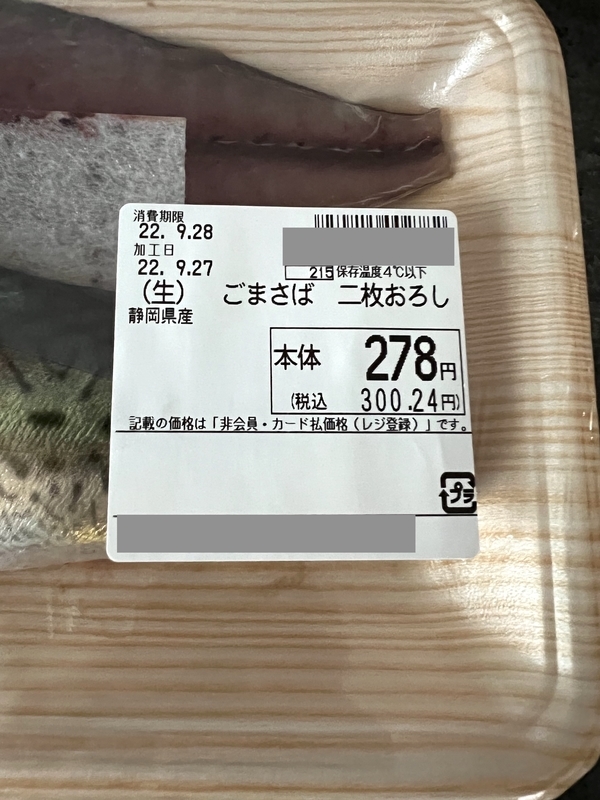 消費期限
22. 9.28
加工日
22. 9.27
215 保存温度4℃以下
(生) ごまさば 二枚おろし
静岡県産
本体 278円
(税込 300.24円)
記載の価格は「非会員・カード払価格(レジ登録)」です。
プラ